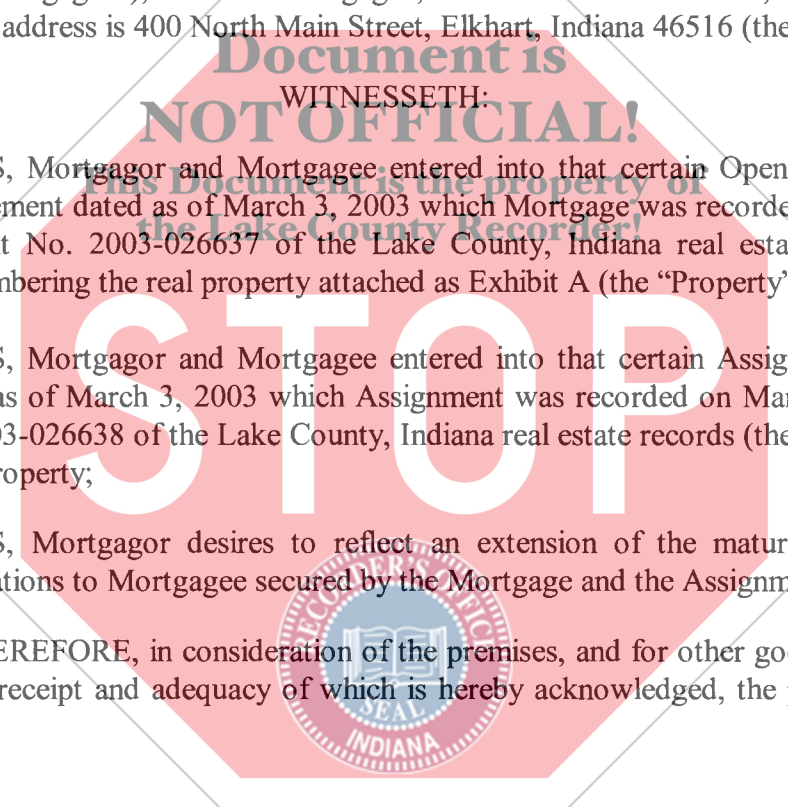 address is 400 North Main Street, Elkhart, Indiana 46516 (the
Document is
WITNESSETH:
NOT OFFICIAL!
S, Mortgagor and Mortgagee entered into that certain Open
This Document is the property of
ement dated as of March 3, 2003 which Mortgage was recorde
the Lake County Recorder!
t No. 2003-026637 of the Lake County, Indiana real esta
mbering the real property attached as Exhibit A (the “Property”
S, Mortgagor and Mortgagee entered into that certain Assig
as of March 3, 2003 which Assignment was recorded on Mar
03-026638 of the Lake County, Indiana real estate records (the
roperty;
STOP
S, Mortgagor desires to reflect an extension of the matur
ations to Mortgagee secured by the Mortgage and the Assignm
EREFORE, in consideration of the premises, and for other goo
receipt and adequacy of which is hereby acknowledged, the p
RECORDER'S OFFICE
SEAL
INDIANA